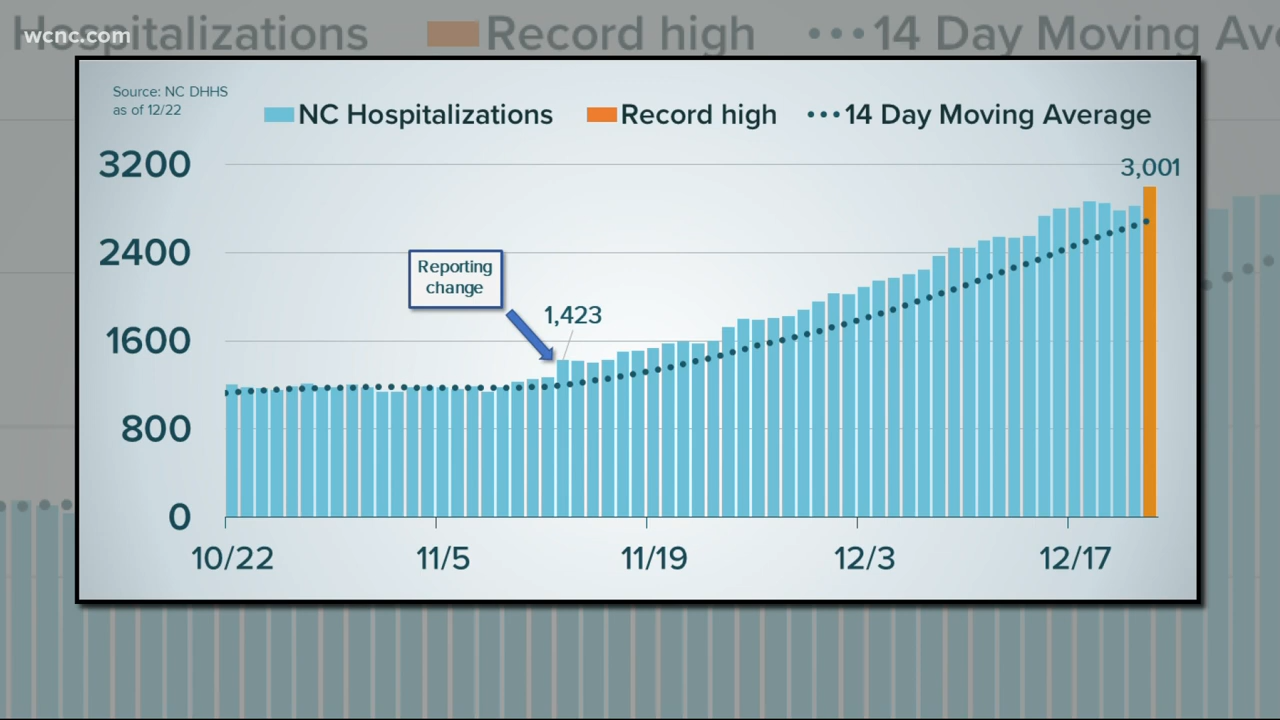 Hospitalizations Record high 14 Day Moving Av
wcnc.com
Source: NC DHHS
as of 12/22
NC Hospitalizations Record high 14 Day Moving Average
3200
3,001
2400
Reporting
change
1,423
1600
800
0
10/22 11/5 11/19 12/3 12/17